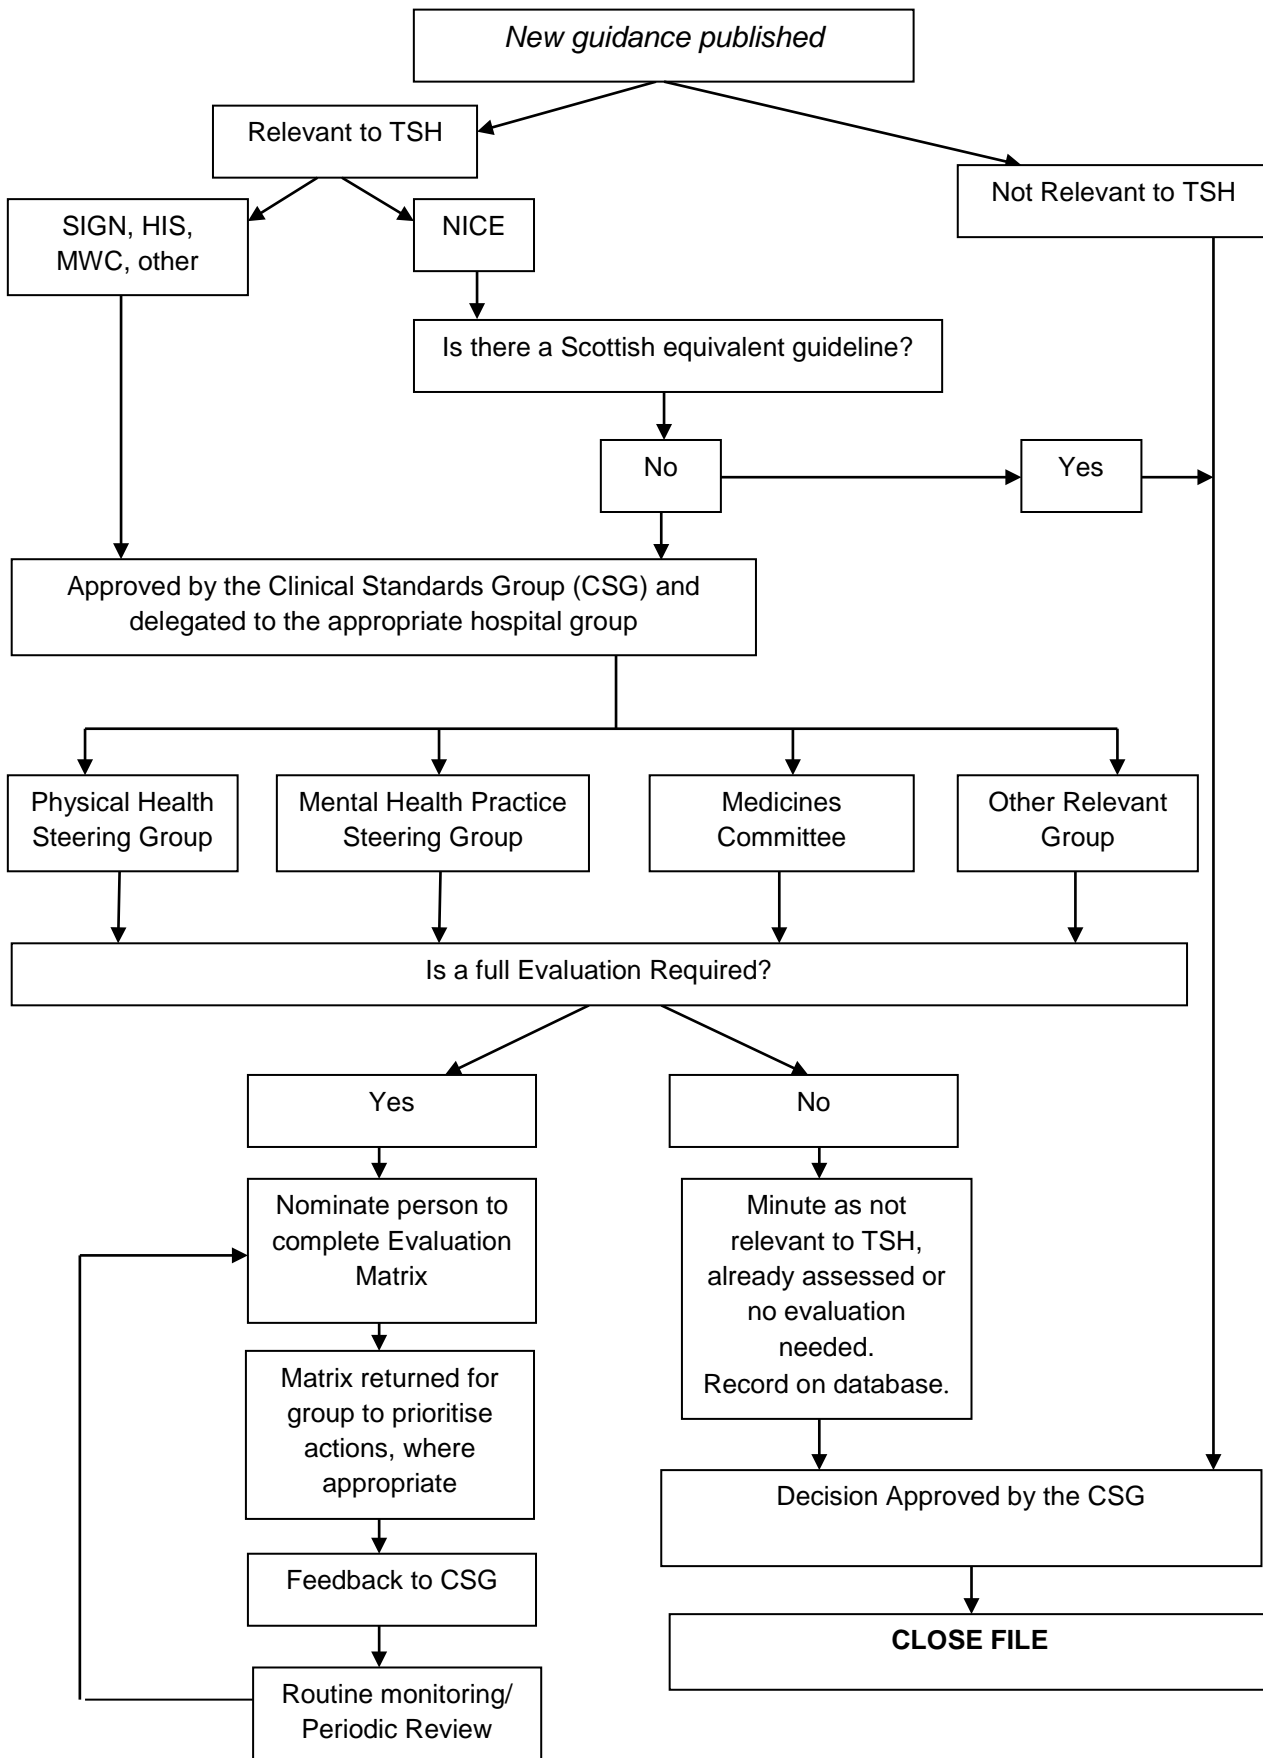 New guidance published
Relevant to TSH
Not Relevant to TSH
SIGN, HIS,
MWC, other
NICE
Is there a Scottish equivalent guideline?
No
Yes
Approved by the Clinical Standards Group (CSG) and
delegated to the appropriate hospital group
Physical Health
Steering Group
Mental Health Practice
Steering Group
Medicines
Committee
Other Relevant
Group
Is a full Evaluation Required?
Yes
No
Nominate person to
complete Evaluation
Matrix
Minute as not
relevant to TSH,
already assessed or
no evaluation
needed.
Record on database.
Matrix returned for
group to prioritise
actions, where
appropriate
Decision Approved by the CSG
Feedback to CSG
CLOSE FILE
Routine monitoring/
Periodic Review